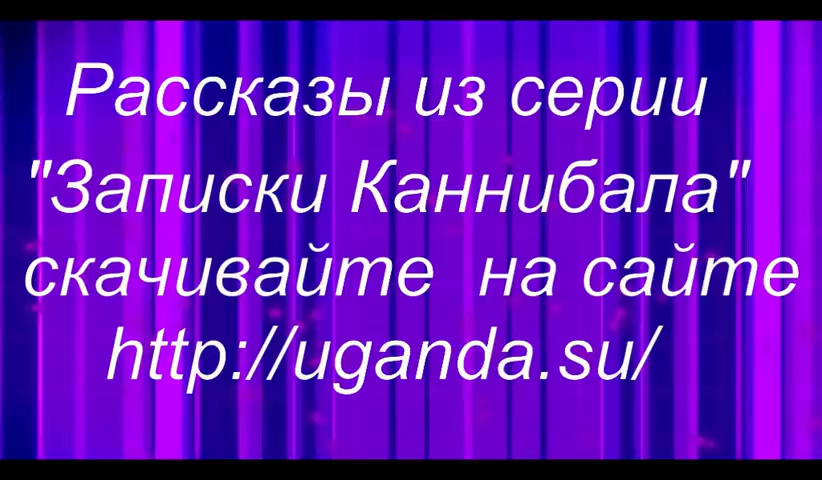 Рассказы из серии
"Записки Каннибала"
скачивайте на сайте
http://uganda.su/